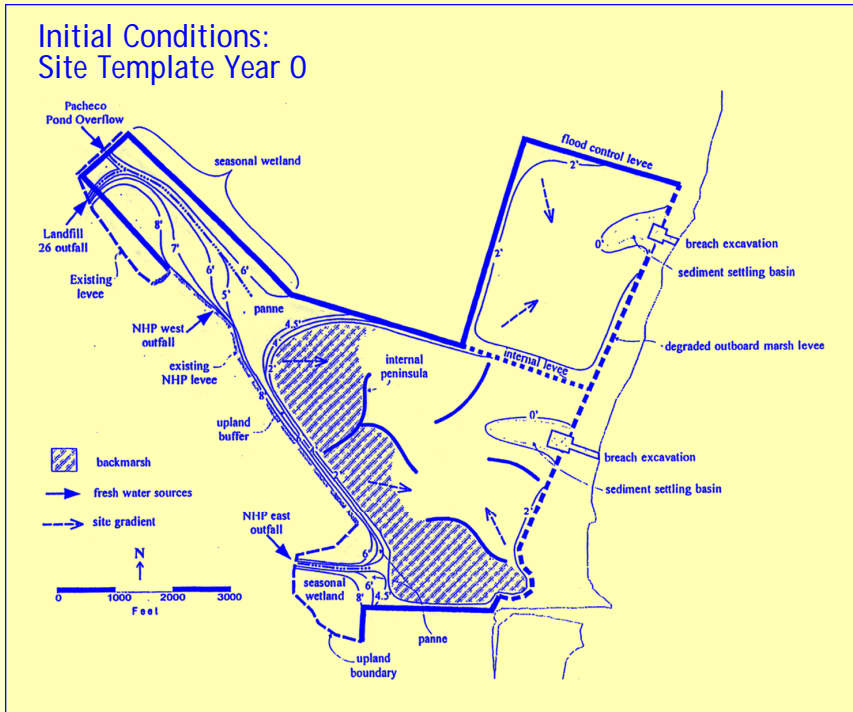 Initial Conditions:
Site Template Year 0
Pacheco
Pond Overflow
seasonal wetland
flood control levee
2'
Landfill
26 outfall
8'
7'
Existing
levee
6'
6'
5'
panne
2'
0'
breach excavation
sediment settling basin
NHP west
outfall
4.5'
4'
2'
existing
NHP levee
8'
internal
peninsula
internal levee
degraded outboard marsh levee
upland
buffer
0'
backmarsh
fresh water sources
site gradient
breach excavation
sediment settling basin
2'
NHP east
outfall
N
6'
seasonal
wetland
6'
8'
4.5'
0
1000
2000
3000
Feet
panne
upland
boundary